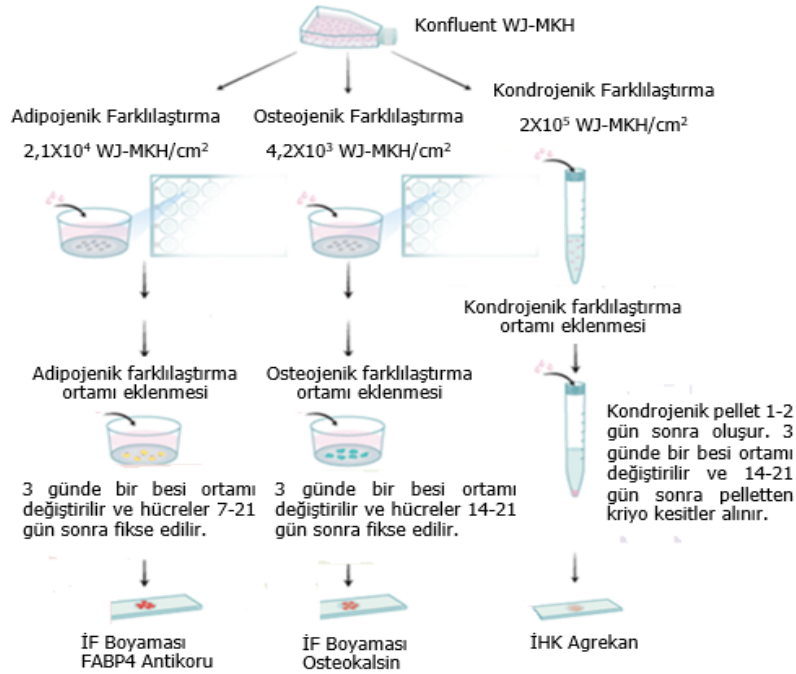 Konfluent WJ-MKH
Adipojenik Farklılaştırma
2,1X10⁴ WJ-MKH/cm²
Osteojenik Farklılaştırma
4,2X10³ WJ-MKH/cm²
Kondrojenik Farklılaştırma
2X10⁵ WJ-MKH/cm²
Kondrojenik farklılaştırma
ortamı eklenmesi
Adipojenik farklılaştırma
ortamı eklenmesi
Osteojenik farklılaştırma
ortamı eklenmesi
Kondrojenik pellet 1-2
gün sonra oluşur. 3
günde bir besi ortamı
değiştirilir ve 14-21
gün sonra pelletten
kriyo kesitler alınır.
3 günde bir besi ortamı
değiştirilir ve hücreler 7-21
gün sonra fikse edilir.
3 günde bir besi ortamı
değiştirilir ve hücreler 14-21
gün sonra fikse edilir.
İF Boyaması
FABP4 Antikoru
İF Boyaması
Osteokalsin
İHK Agrekan